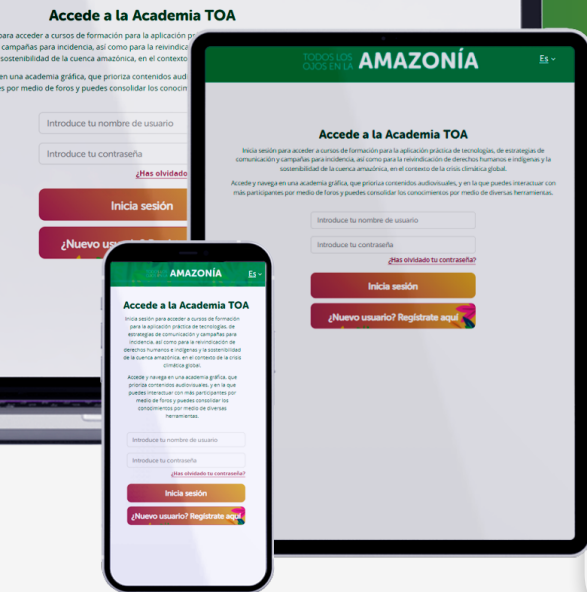 Accede a la Academia TOA
para acceder a cursos de formación para la aplicación
campañas para incidencia, así como para la
sostenibilidad de la cuenca amazónica, en el contexto
en una academia gráfica, que prioriza contenidos
es por medio de foros y puedes consolidar los
Introduce tu nombre de usuario
Introduce tu contraseña
¿Has olvidado
Inicia sesión
¿Nuevo
TODOS LOS
OJOS EN LA AMAZONÍA
Es
Accede a la Academia TOA
Inicia sesión para acceder a cursos de formación para la aplicación práctica de tecnologías, de estrategias de
comunicación y campañas para incidencia, así como para la reivindicación de derechos humanos e indígenas y la
sostenibilidad de la cuenca amazónica, en el contexto de la crisis climática global.
Accede y navega en una academia gráfica, que prioriza contenidos audiovisuales, y en la que puedes interactuar con
más participantes por medio de foros y puedes consolidar los conocimientos por medio de diversas herramientas.
Introduce tu nombre de usuario
Introduce tu contraseña
¿Has olvidado tu contraseña?
Inicia sesión
¿Nuevo usuario? Regístrate aquí
AMAZONÍA
Es
Accede a la Academia TOA
Inicia sesión para acceder a cursos de formación
para la aplicación práctica de tecnologías, de
estrategias de comunicación y campañas para
incidencia, así como para la reivindicación de
derechos humanos e indígenas y la sostenibilidad
de la cuenca amazónica, en el contexto de la crisis
climática global.
Accede y navega en una academia gráfica, que
prioriza contenidos audiovisuales, y en la que
puedes interactuar con más participantes por
medio de foros y puedes consolidar los
conocimientos por medio de diversas
herramientas.
Introduce tu nombre de usuario
Introduce tu contraseña
¿Has olvidado tu contraseña?
Inicia sesión
¿Nuevo usuario? Regístrate aquí